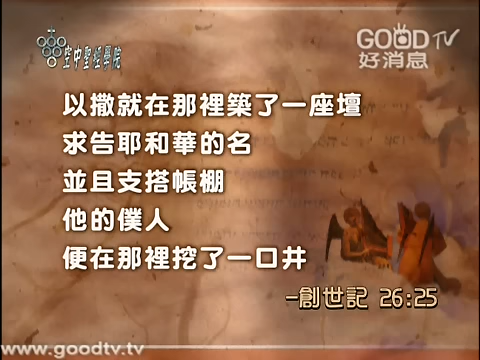 空中聖經學院
GOOD TV
好消息
以撒就在那裡築了一座壇
求告耶和華的名
並且支搭帳棚
他的僕人
便在那裡挖了一口井
-創世記 26:25
www.goodtv.tv